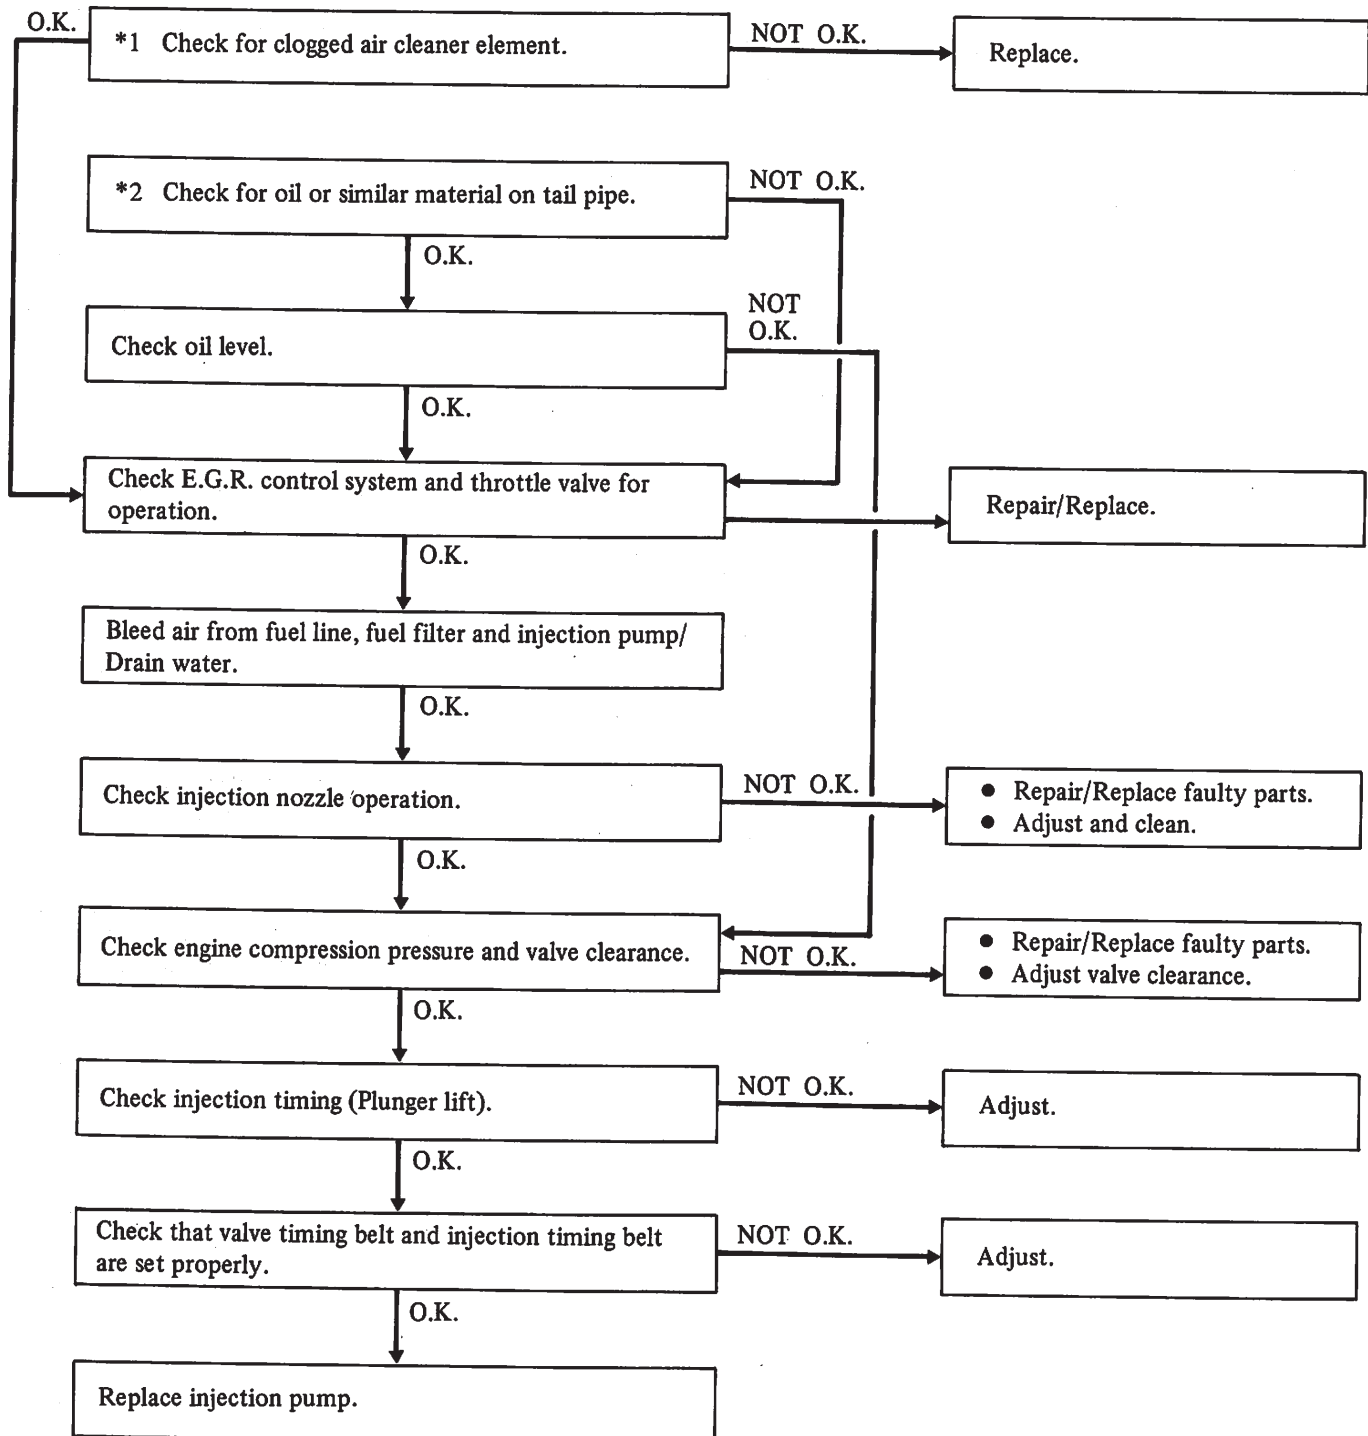 O.K.
*1 Check for clogged air cleaner element.
NOT O.K.
Replace.
*2 Check for oil or similar material on tail pipe.
NOT O.K.
O.K.
Check oil level.
NOT
O.K.
O.K.
Check E.G.R. control system and throttle valve for
operation.
Repair/Replace.
O.K.
Bleed air from fuel line, fuel filter and injection pump/
Drain water.
O.K.
Check injection nozzle operation.
NOT O.K.
● Repair/Replace faulty parts.
● Adjust and clean.
O.K.
Check engine compression pressure and valve clearance.
NOT O.K.
● Repair/Replace faulty parts.
● Adjust valve clearance.
O.K.
Check injection timing (Plunger lift).
NOT O.K.
Adjust.
O.K.
Check that valve timing belt and injection timing belt
are set properly.
NOT O.K.
Adjust.
O.K.
Replace injection pump.